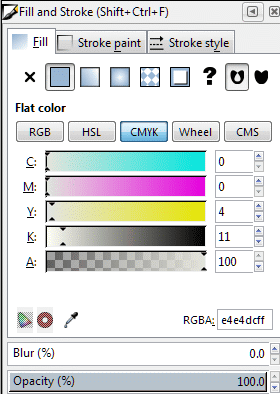 Fill and Stroke (Shift+Ctrl+F)
Fill Stroke paint Stroke style
Flat color
RGB HSL CMYK Wheel CMS
C: 0
M: 0
Y: 4
K: 11
A: 100
RGBA: e4e4dcff
Blur (%) 0.0
Opacity (%) 100.0